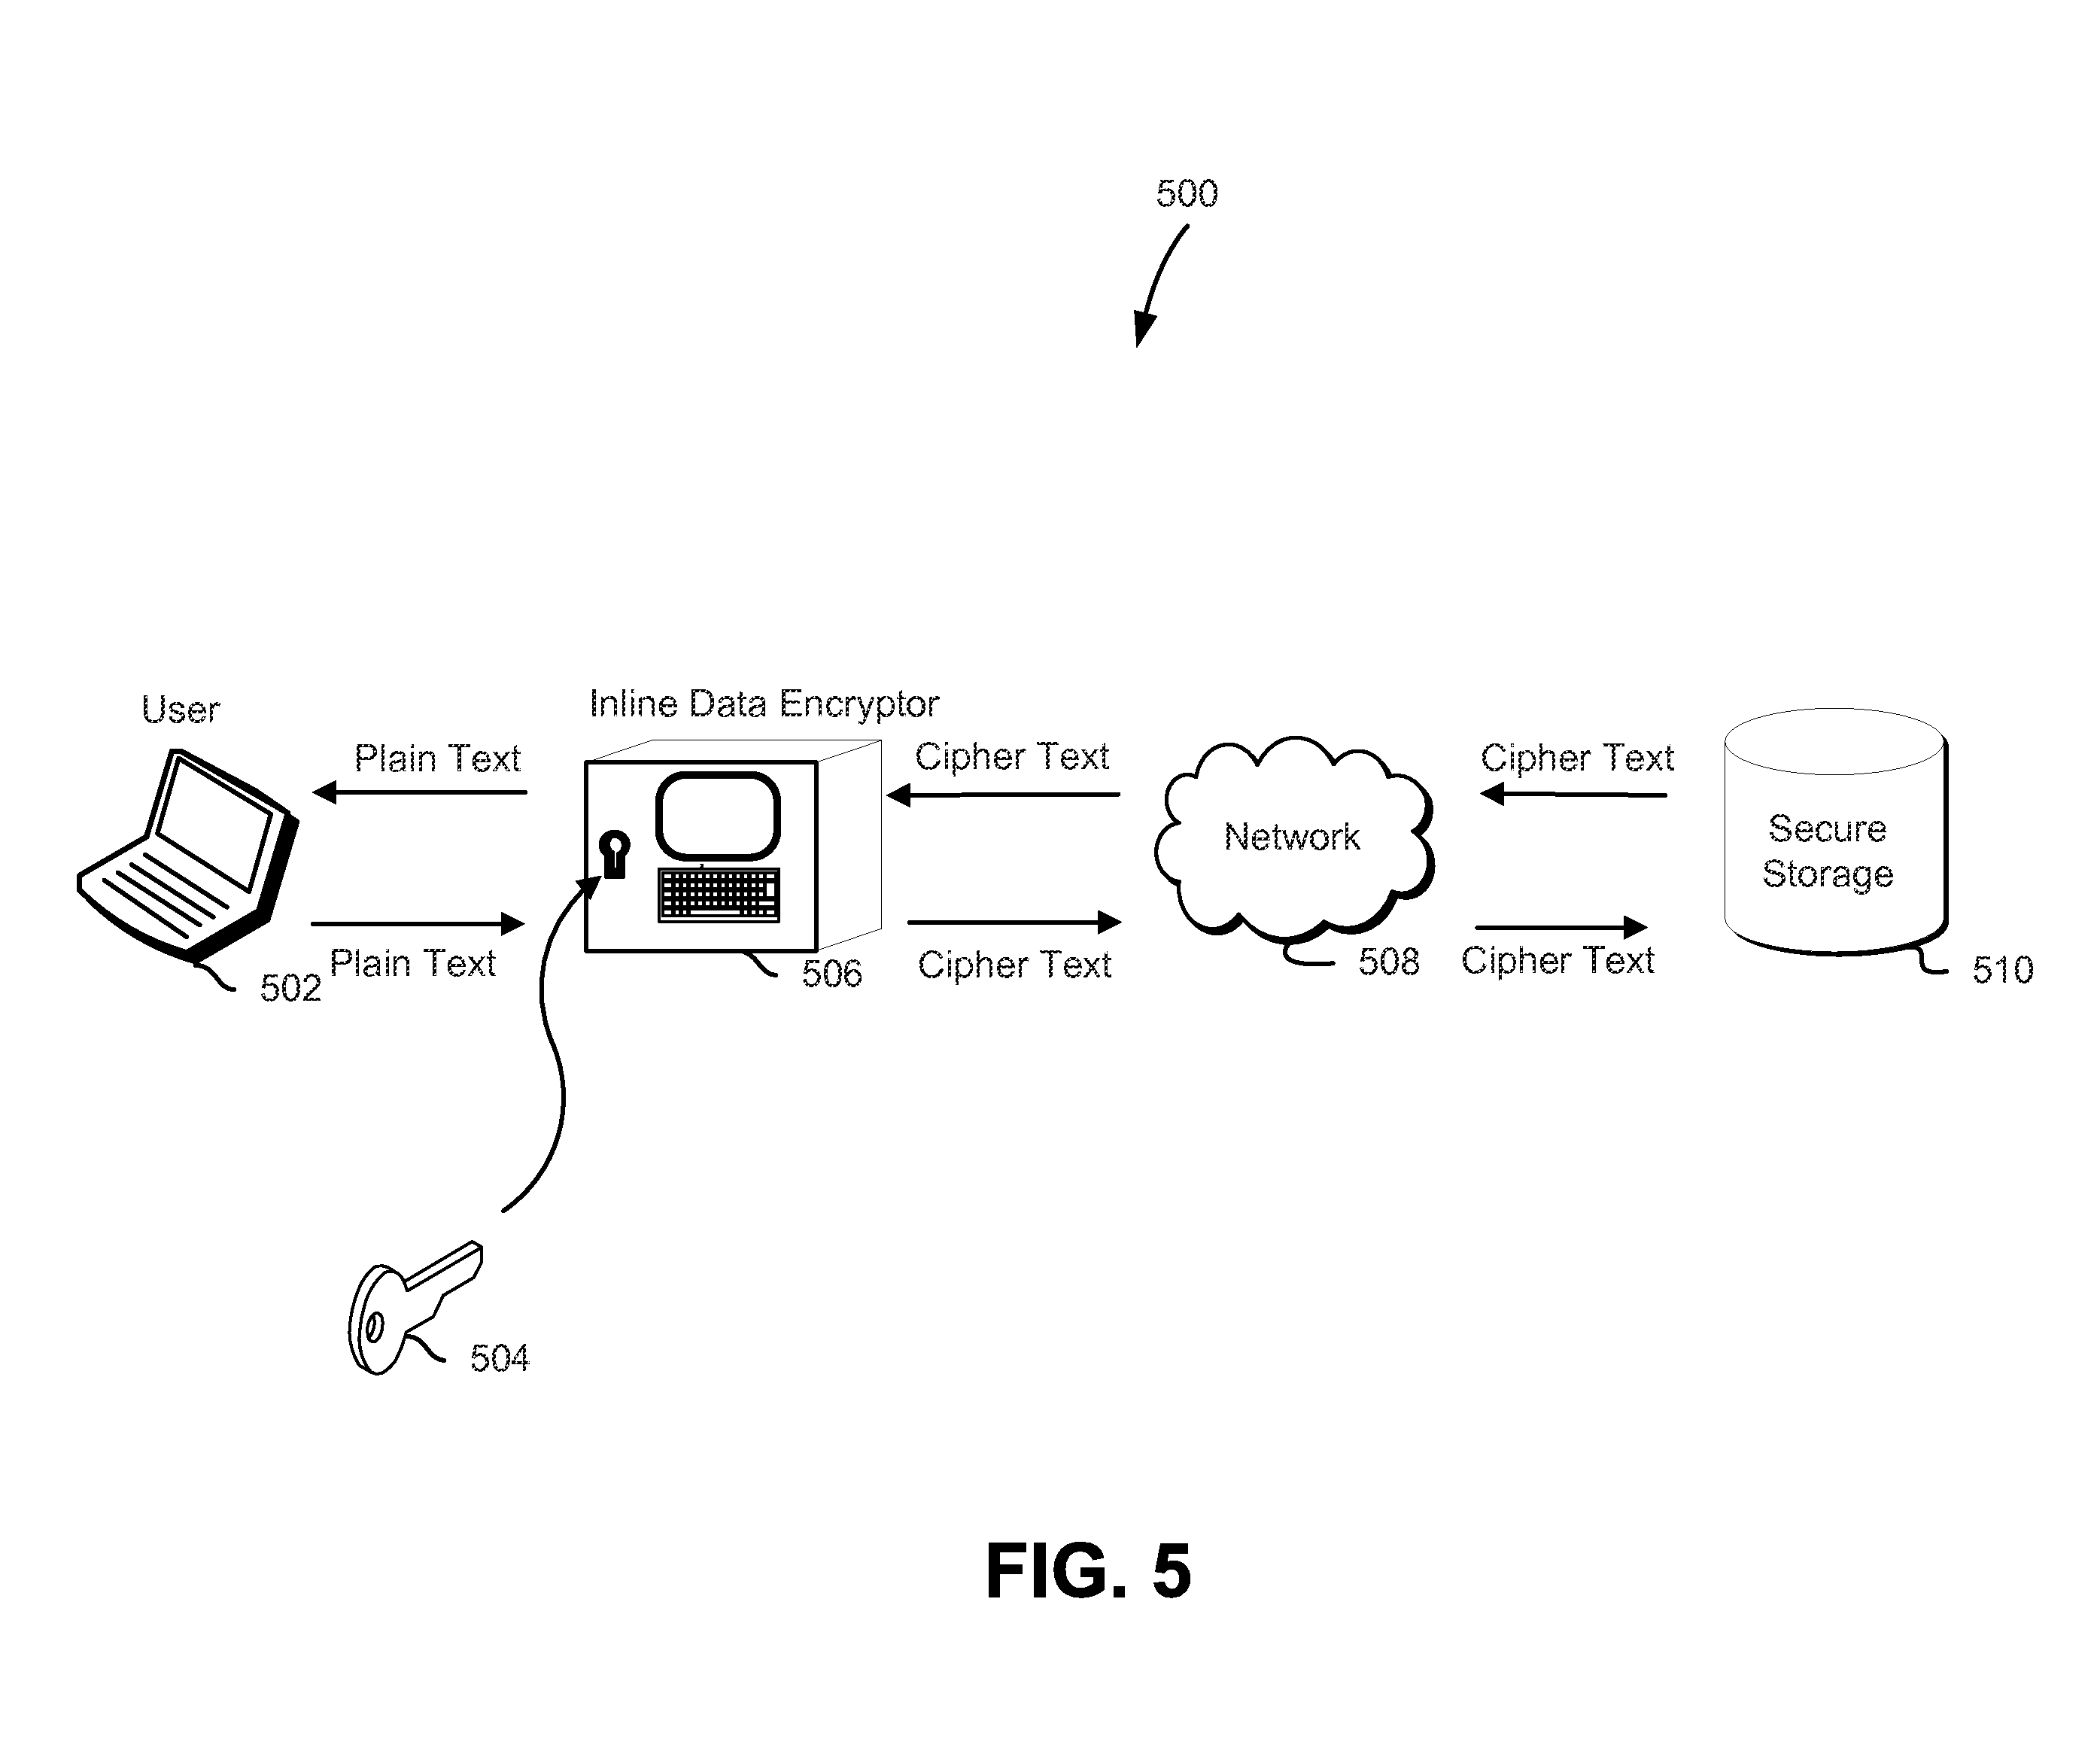 500
User
Inline Data Encryptor
Plain Text
Cipher Text
Cipher Text
Network
Secure
Storage
Plain Text
Cipher Text
Cipher Text
502
506
508
510
504
FIG. 5